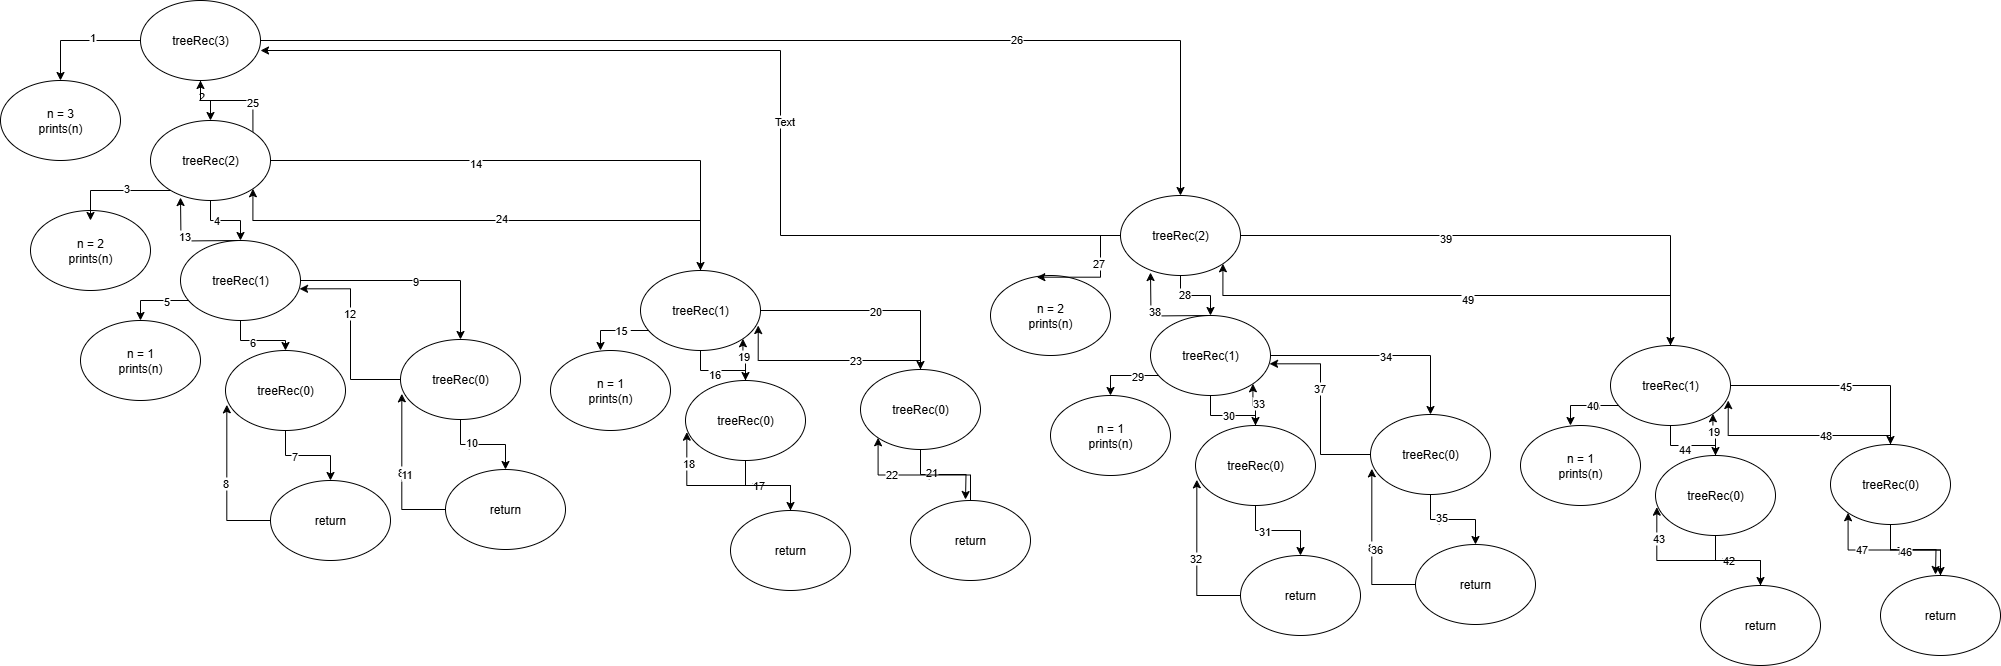 treeRec(3)
1
26
n = 3
prints(n)
2
25
Text
treeRec(2)
14
3
4
24
13
n = 2
prints(n)
treeRec(2)
39
27
28
38
49
n = 2
prints(n)
treeRec(1)
9
5
6
12
treeRec(1)
20
15
16
19
23
n = 1
prints(n)
treeRec(0)
treeRec(0)
n = 1
prints(n)
treeRec(0)
treeRec(0)
treeRec(1)
34
29
30
33
37
treeRec(1)
45
40
44
19
48
n = 1
prints(n)
treeRec(0)
treeRec(0)
n = 1
prints(n)
treeRec(0)
treeRec(0)
7
8
10
11
return
return
18
17
22
21
return
return
31
32
35
36
return
return
43
42
47
46
return
return